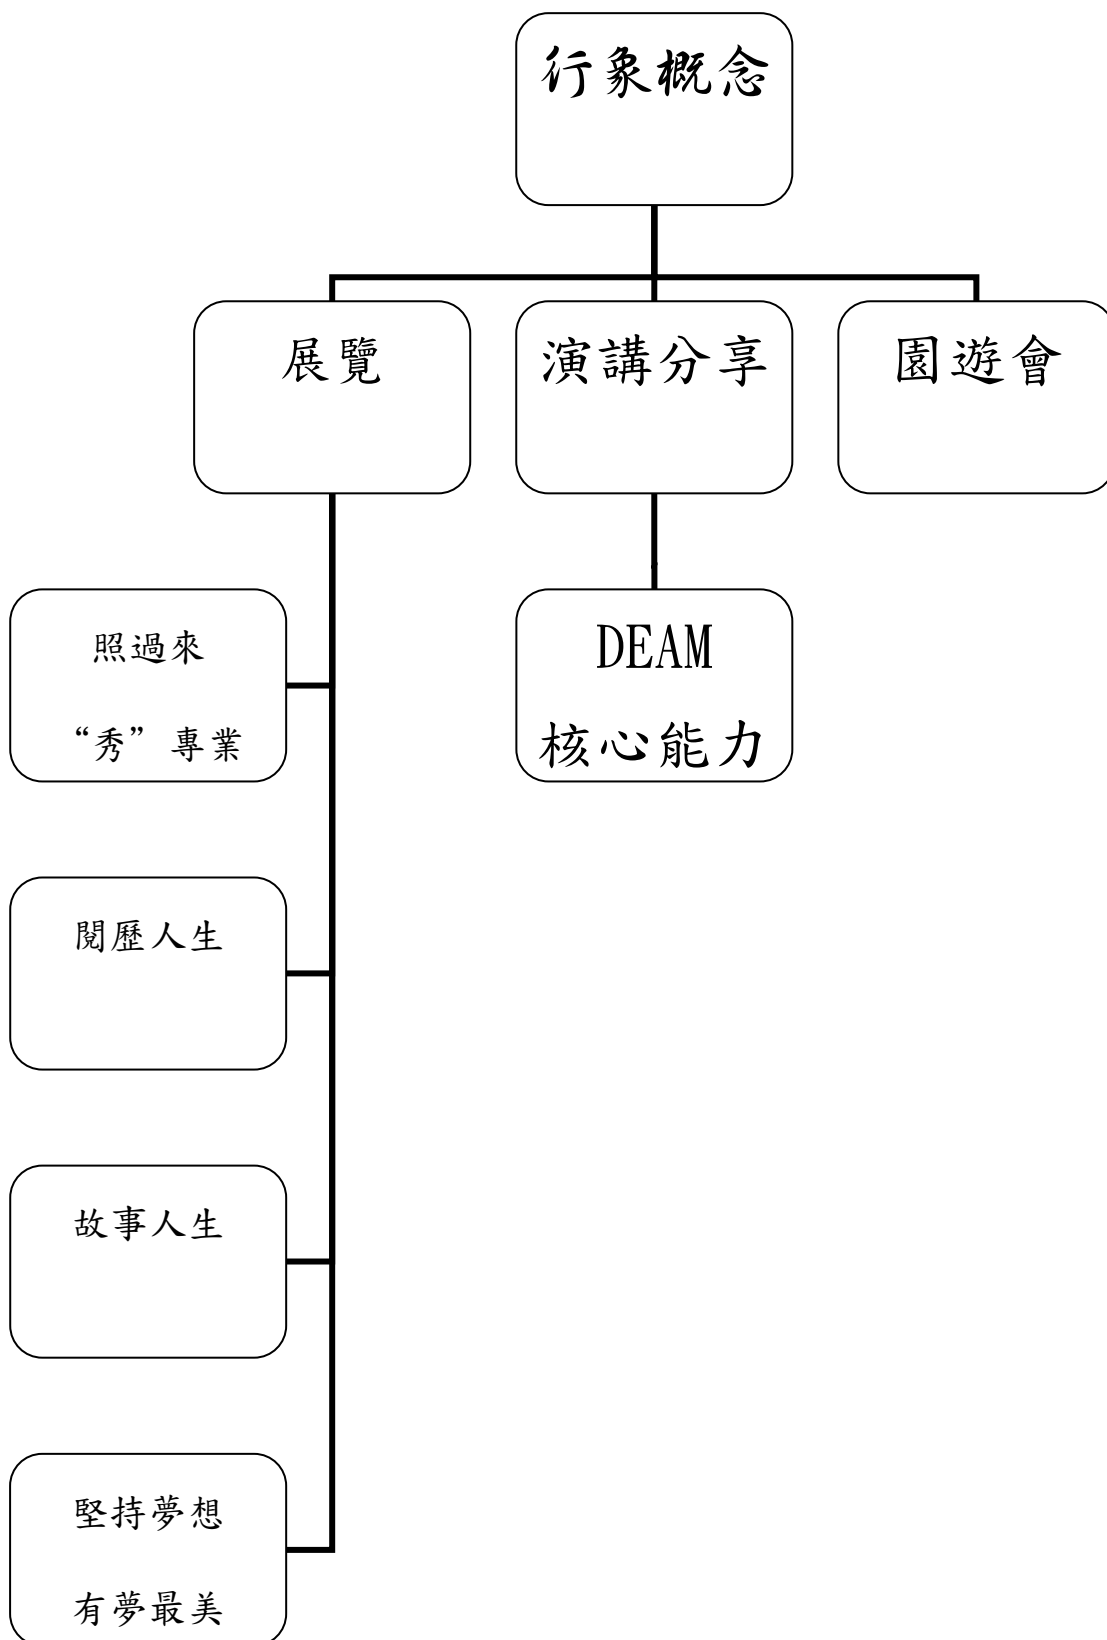 行象概念
展覽
演講分享
園遊會
照過來
“秀”專業
DEAM
核心能力
閱歷人生
故事人生
堅持夢想
有夢最美